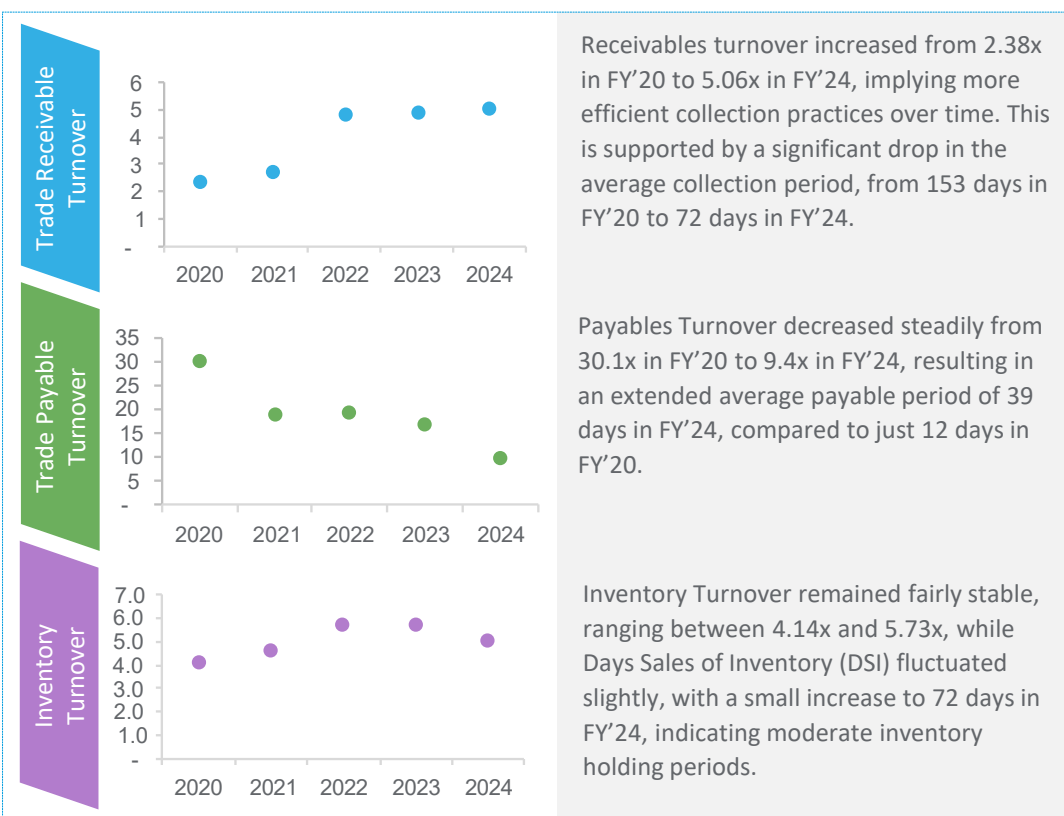 Trade Receivable
Turnover
6
5
4
3
2
1
-
2020 2021 2022 2023 2024
Receivables turnover increased from 2.38x
in FY’20 to 5.06x in FY’24, implying more
efficient collection practices over time. This
is supported by a significant drop in the
average collection period, from 153 days in
FY’20 to 72 days in FY’24.
Trade Payable
Turnover
35
30
25
20
15
10
5
-
2020 2021 2022 2023 2024
Payables Turnover decreased steadily from
30.1x in FY’20 to 9.4x in FY’24, resulting in
an extended average payable period of 39
days in FY’24, compared to just 12 days in
FY’20.
Inventory
Turnover
7.0
6.0
5.0
4.0
3.0
2.0
1.0
-
2020 2021 2022 2023 2024
Inventory Turnover remained fairly stable,
ranging between 4.14x and 5.73x, while
Days Sales of Inventory (DSI) fluctuated
slightly, with a small increase to 72 days in
FY’24, indicating moderate inventory
holding periods.